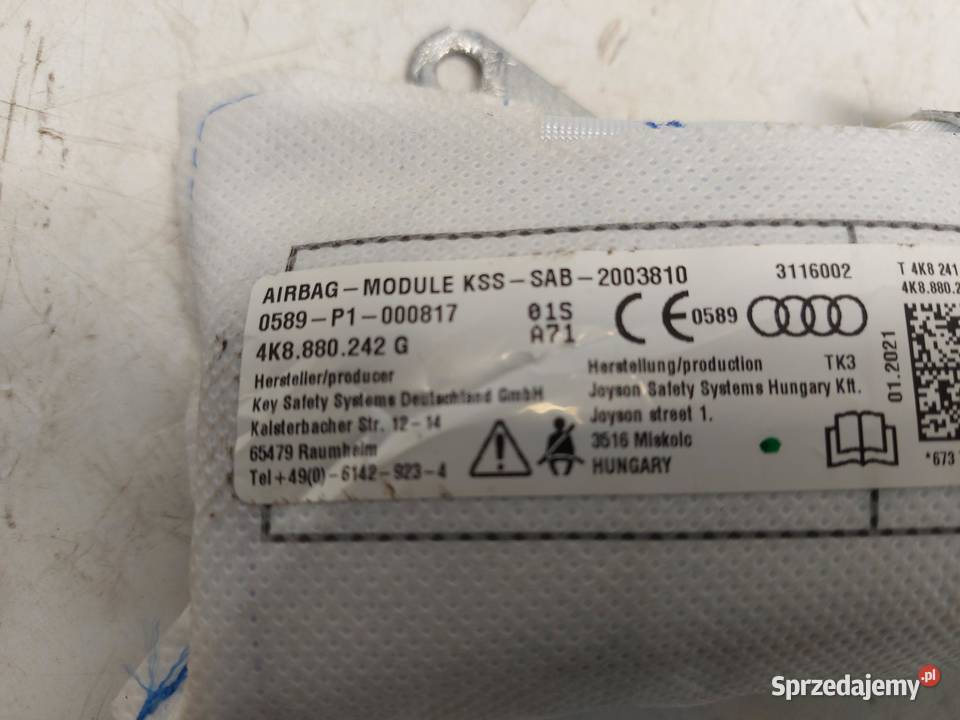 AIRBAG-MODULE KSS-SAB-2003810
0589-P1-000817 01S
A71
4K8.880.242 G
Hersteller/producer
Key Safety Systems Deutschland GmbH
Kelsterbacher Str. 12-14
65479 Raunheim
Tel+49(0)-6142-923-4
CE 0589
3116002
Herstellung/production TK3
Joyson Safety Systems Hungary Kft.
Joyson street 1.
3516 Miskolc
HUNGARY
01.2021
T 4K8 241
4K8.880.2
*673
Sprzedajemy.pl